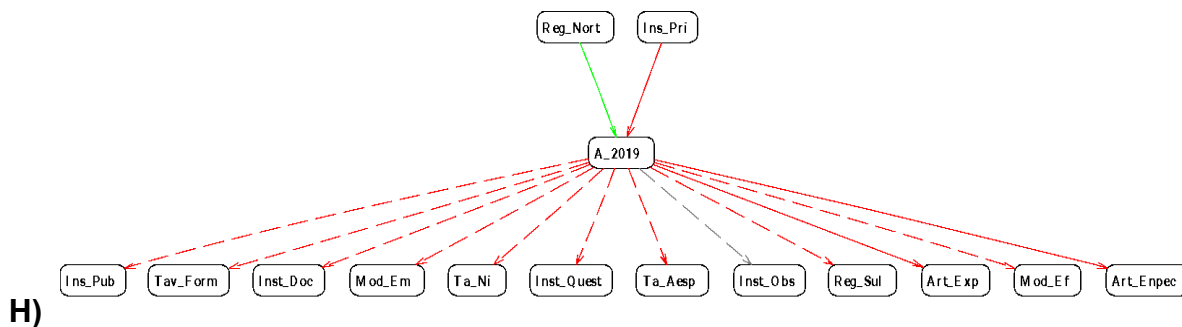 Reg_Nort Ins_Pri
A_2019
Ins_Pub Tav_Form Inst_Doc Mod_Em Ta_Ni Inst_Quest Ta_Aesp Inst_Obs Reg_Sul Art_Exp Mod_Ef Art_Enpec
H)